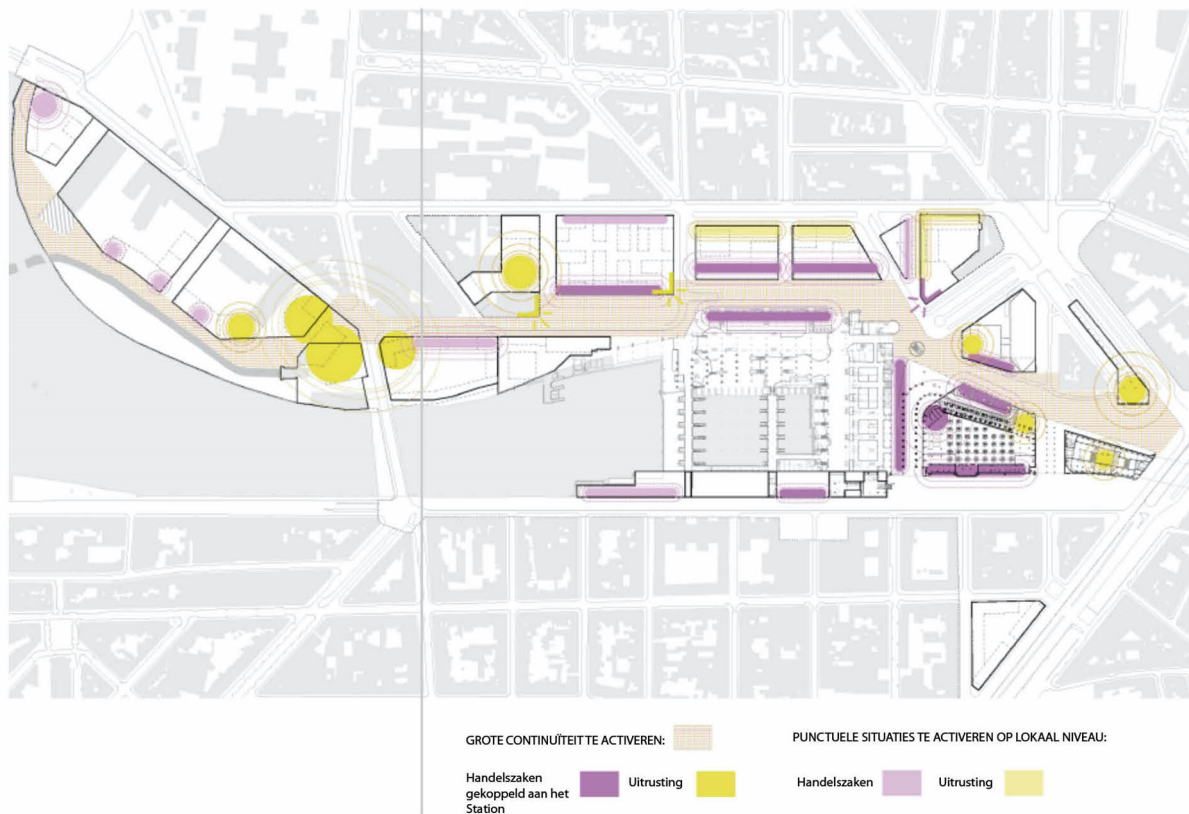 GROTE CONTINUÏTEIT TE ACTIVEREN:
Handelszaken
gekoppeld aan het
Station
Uitrusting
PUNCTUELE SITUATIES TE ACTIVEREN OP LOKAAL NIVEAU:
Handelszaken
Uitrusting